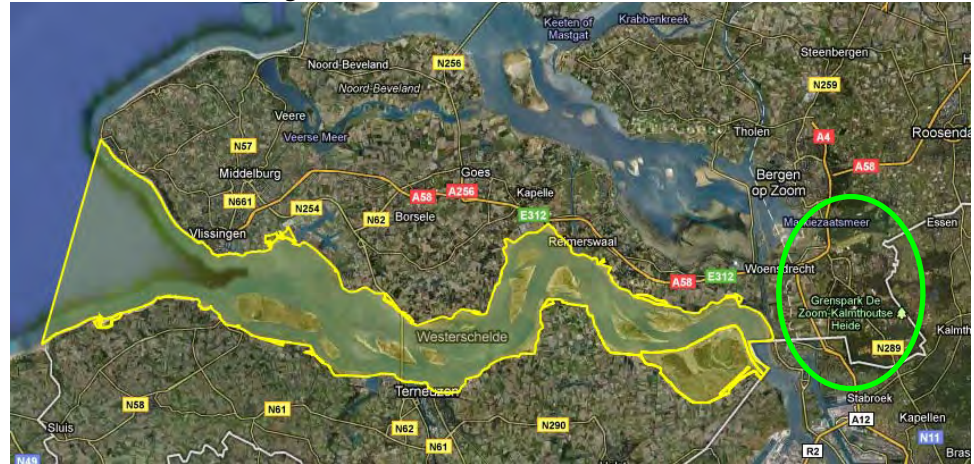 Keeten of
Mastgat
Krabbenkreek
Steenbergen
Noord-Beveland
N256
N259
Noord-Beveland
Veere
Veerse Meer
Tholen
A4
Roosenda
N57
A58
Middelburg
Goes
Bergen
op Zoom
A58
A256
Kapelle
N661
N254
N62
Borsele
E312
Markiezaatsmeer
Essen
Vlissingen
Reimerswaal
A58
E312
Woensdrecht
Grenspark De
Zoom-Kalmthoutse
Heide
Kalmth
Westerschelde
N289
Terneuzen
Stabroek
N58
N61
A12
Kapellen
Sluis
N62
N290
N11
N61
R2
Bras
N49